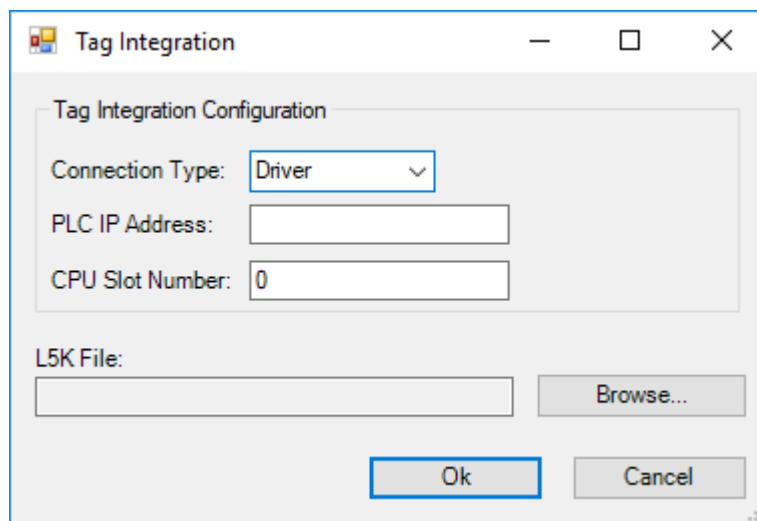 Tag Integration
Tag Integration Configuration
Connection Type: Driver
PLC IP Address:
CPU Slot Number: 0
L5K File:
Browse...
Ok Cancel